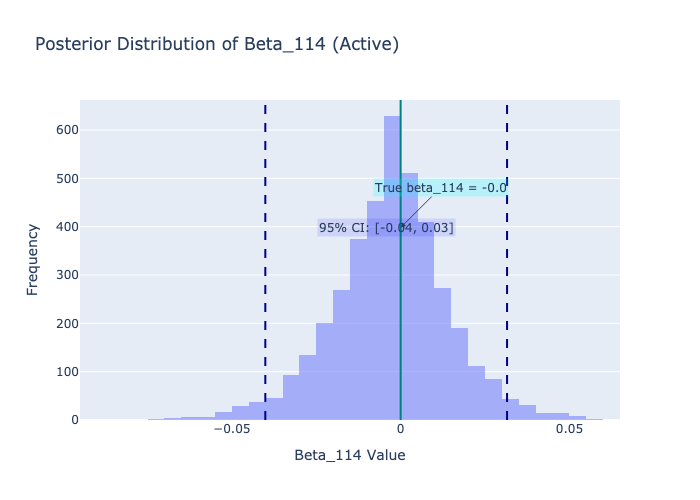 Posterior Distribution of Beta_114 (Active)
600
500
400
300
200
100
0
Frequency
True beta_114 = -0.0
95% CI: [-0.04, 0.03]
−0.05
0
0.05
Beta_114 Value